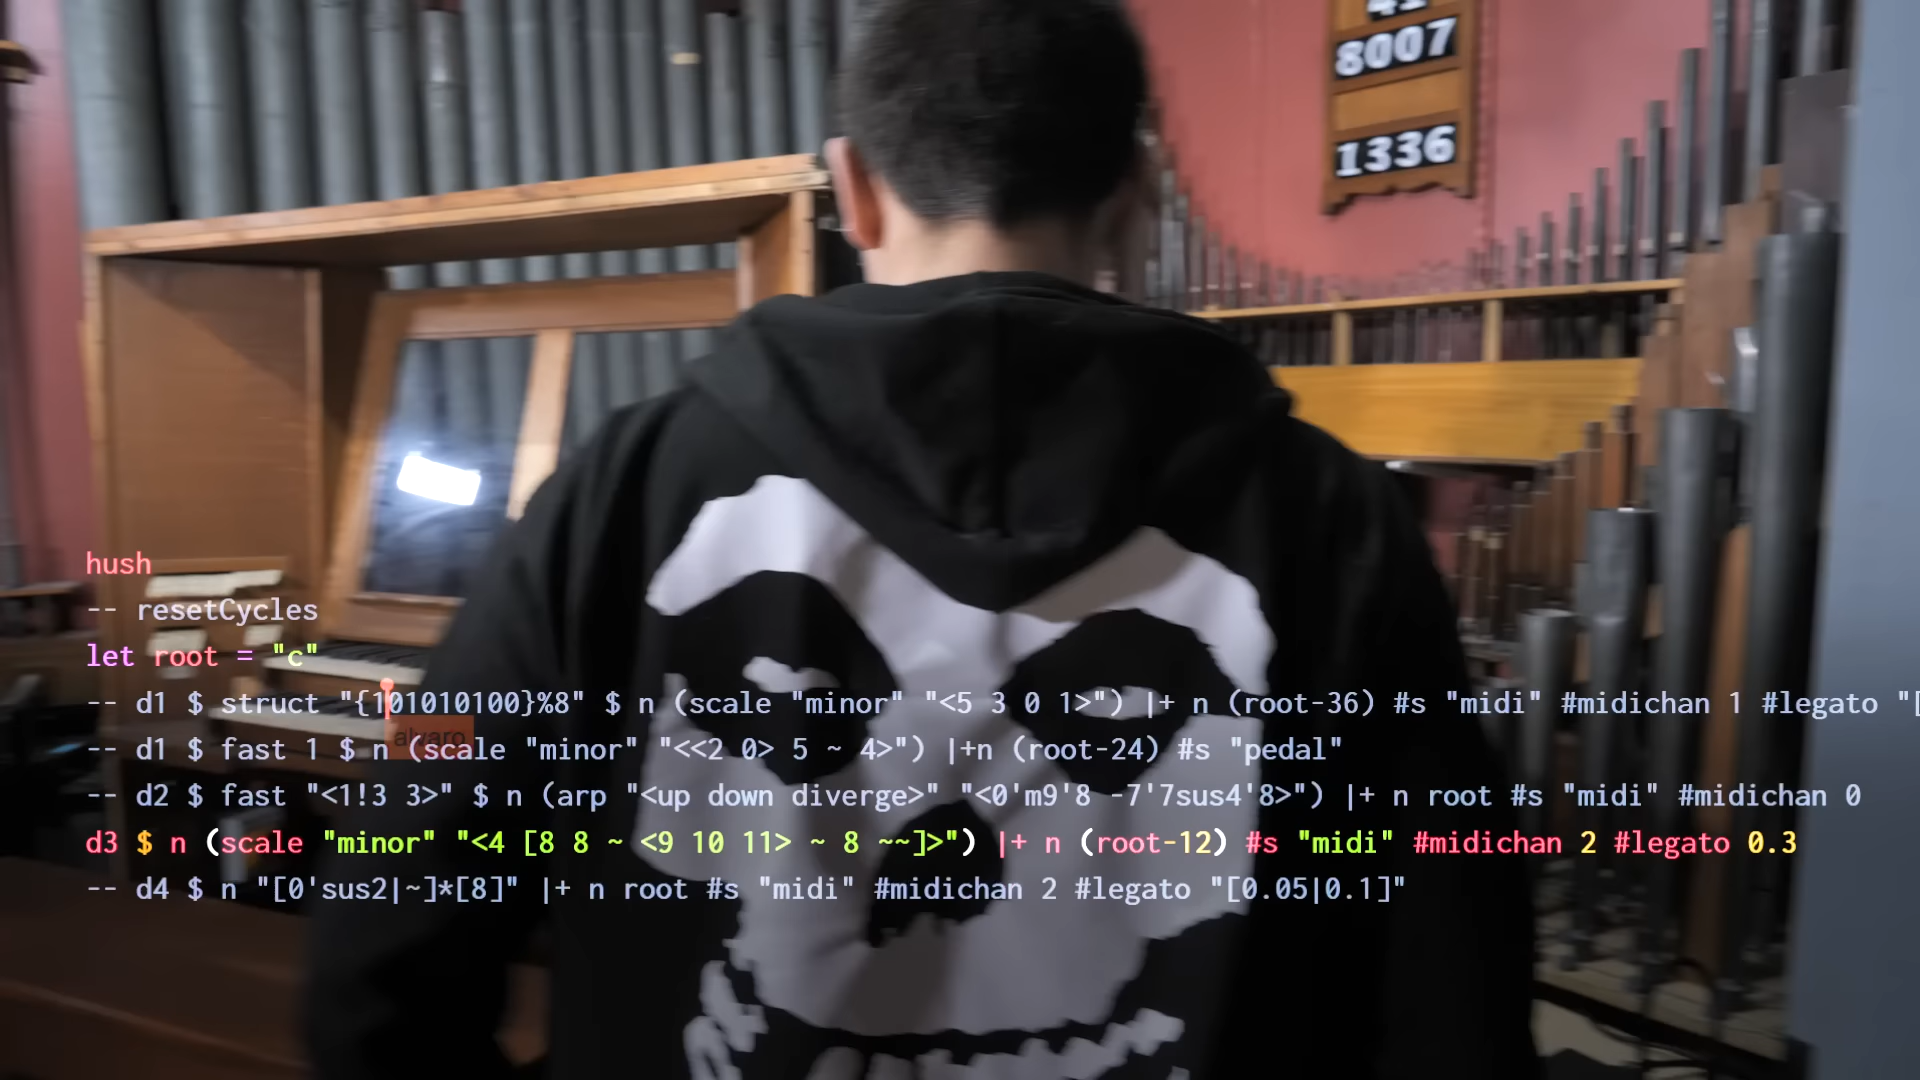 41
8007
1336
hush
-- resetCycles
let root = "c"
-- d1 $ struct "{101010100}%8" $ n (scale "minor" "<5 3 0 1>") |+ n (root-36) #s "midi" #midichan 1 #legato "[
alvaro
-- d1 $ fast 1 $ n (scale "minor" "<<2 0> 5 ~ 4>") |+n (root-24) #s "pedal"
-- d2 $ fast "<1!3 3>" $ n (arp "<up down diverge>" "<0'm9'8 -7'7sus4'8>") |+ n root #s "midi" #midichan 0
d3 $ n (scale "minor" "<4 [8 8 ~ <9 10 11> ~ 8 ~~]>") |+ n (root-12) #s "midi" #midichan 2 #legato 0.3
-- d4 $ n "[0'sus2|~]*[8]" |+ n root #s "midi" #midichan 2 #legato "[0.05|0.1]"